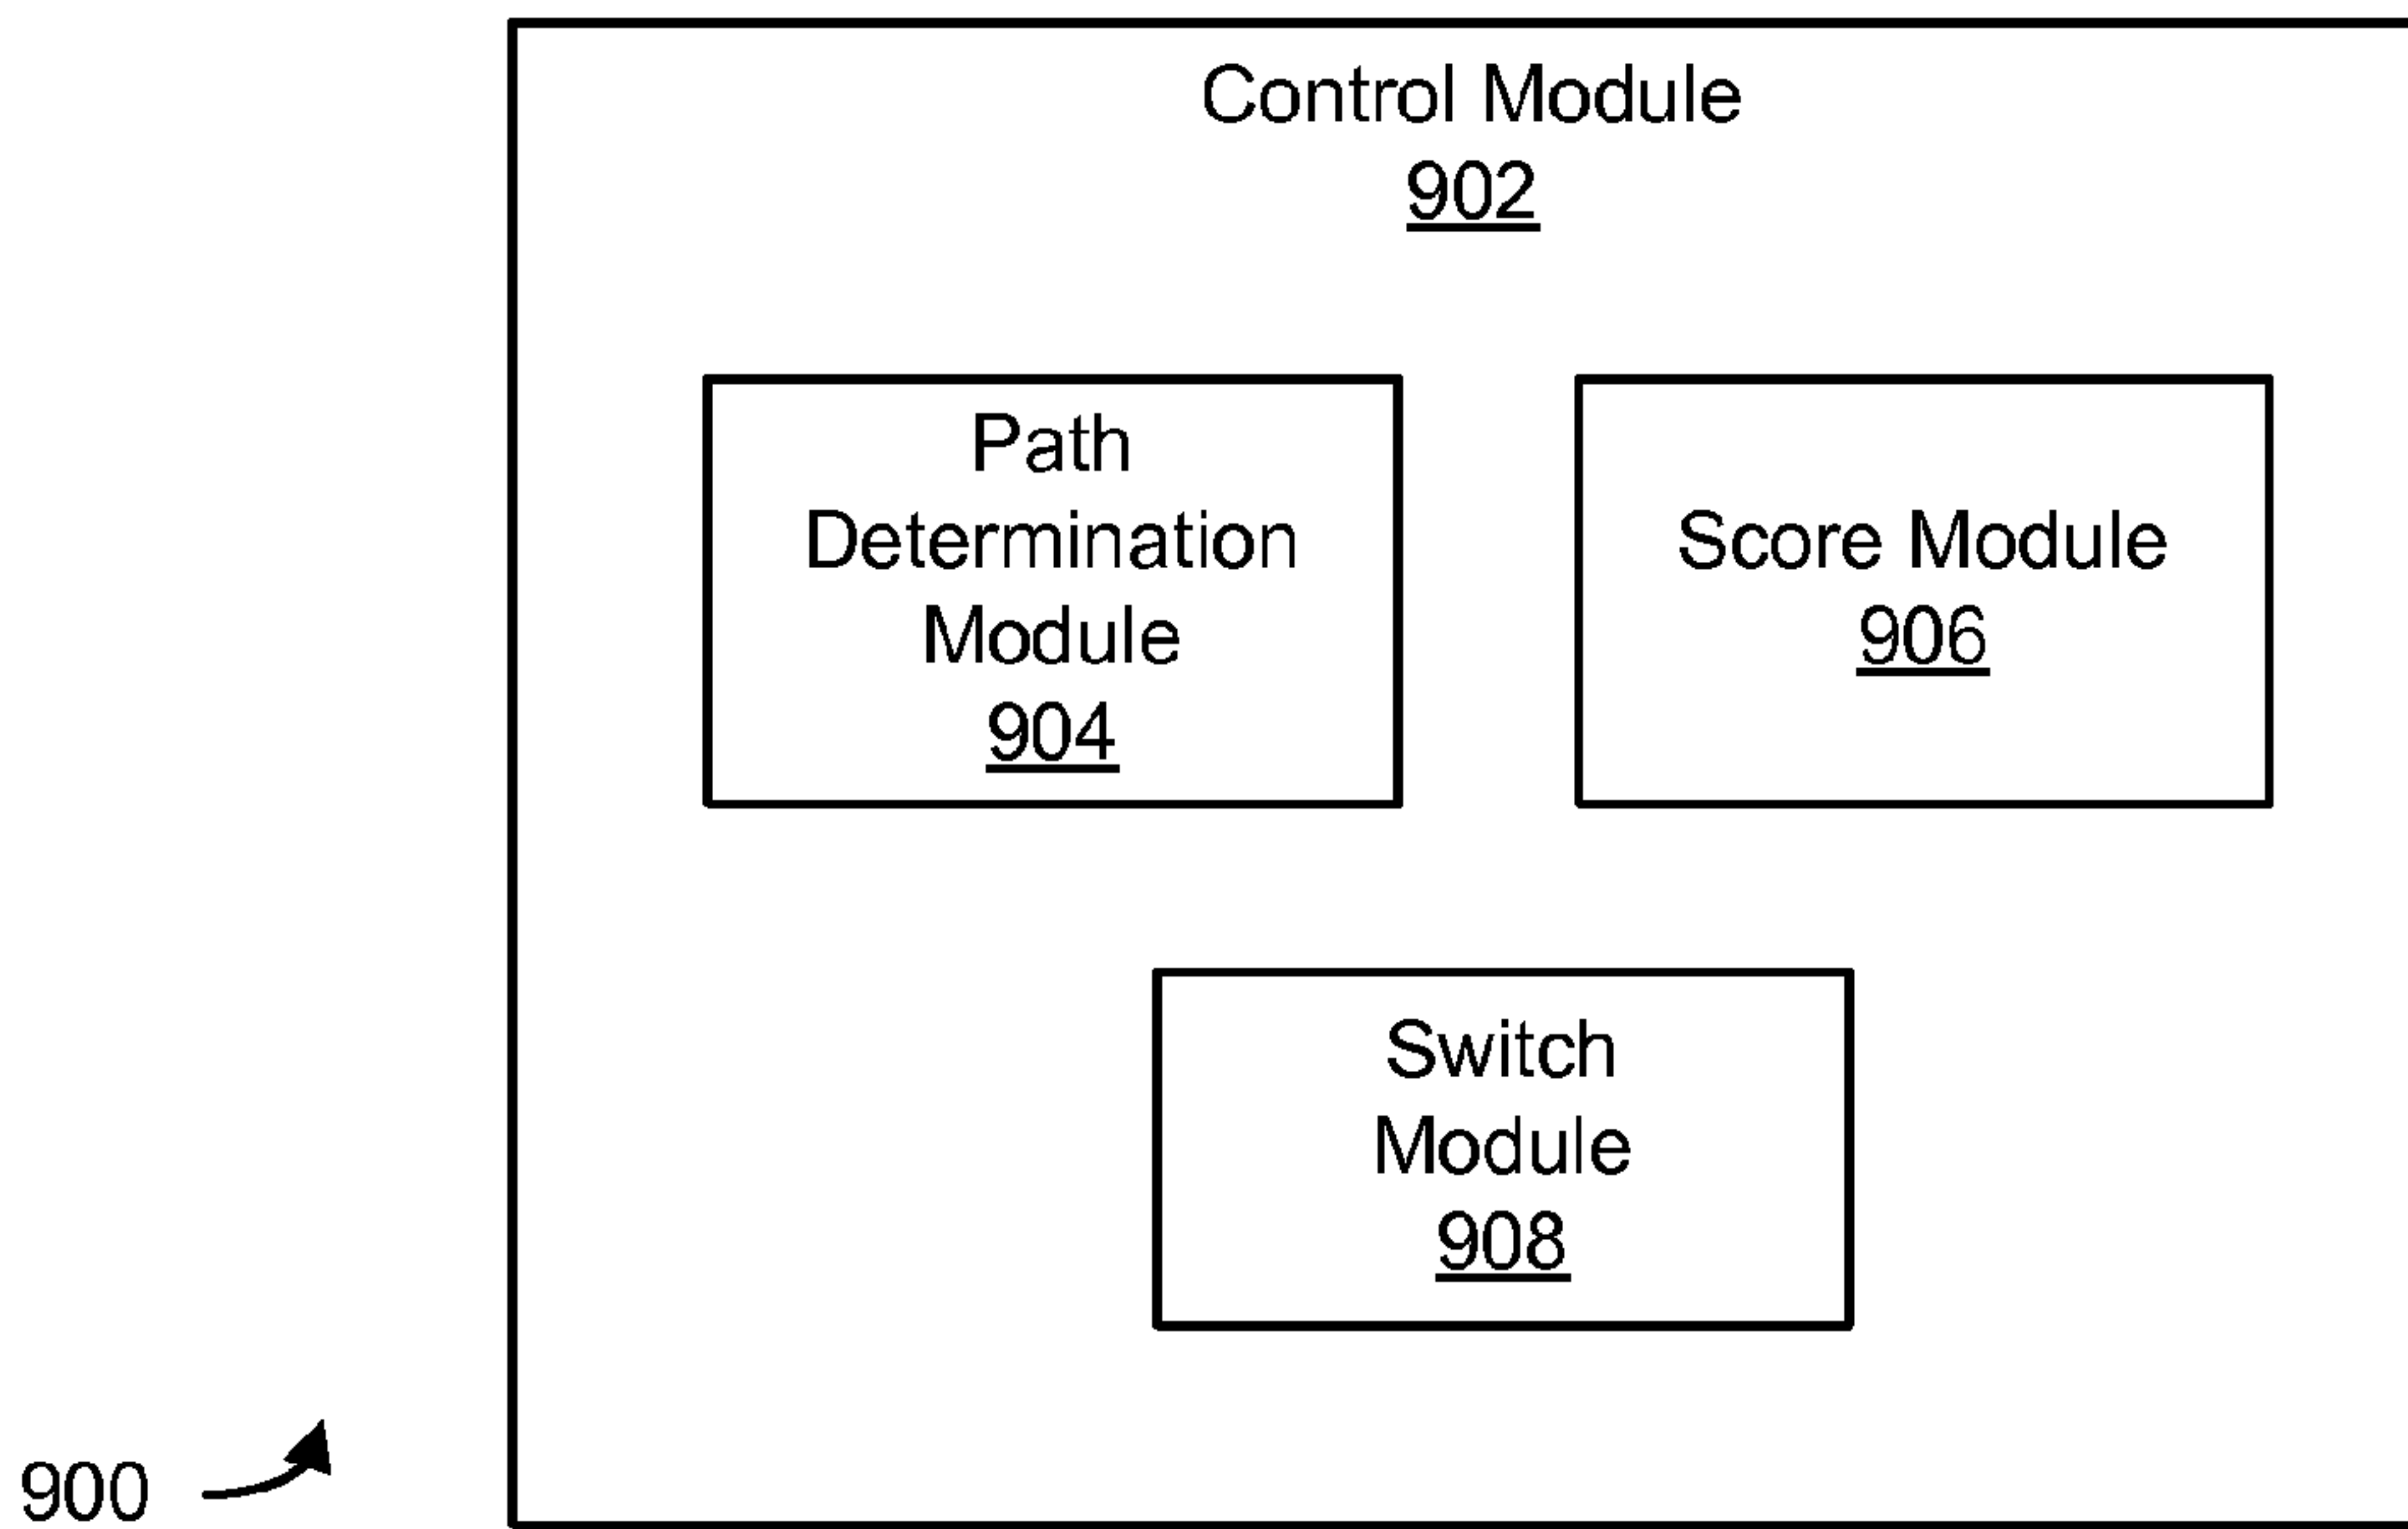 Control Module
902
Path
Determination
Module
904
Score Module
906
Switch
Module
908
900